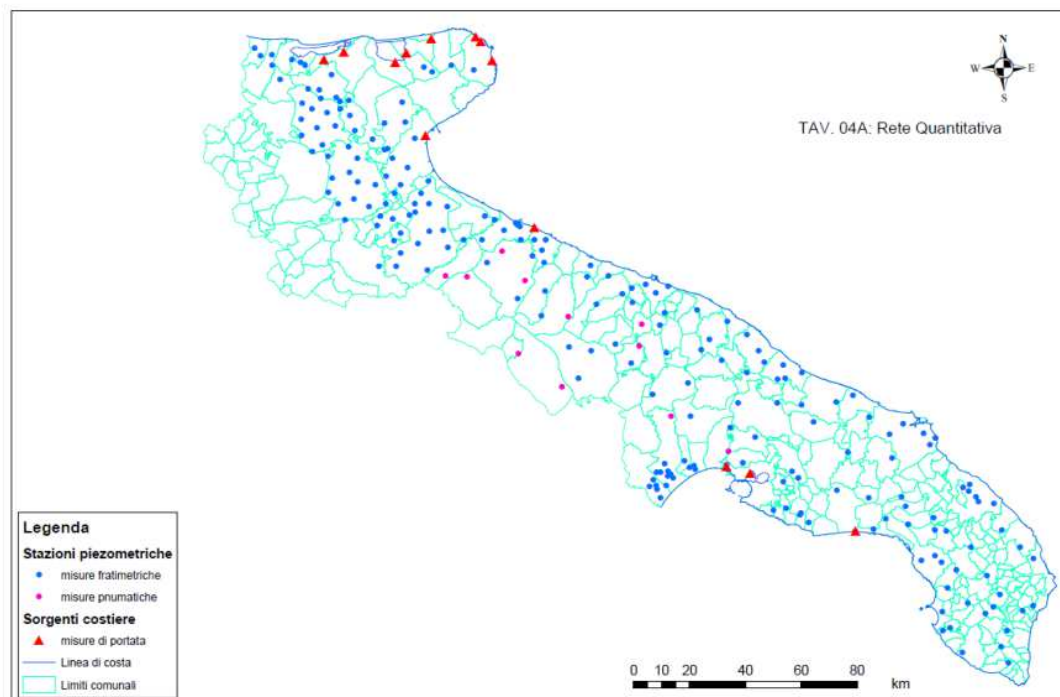 N
W E
S
TAV. 04A: Rete Quantitativa
Legenda
Stazioni piezometriche
misure fratimetriche
misure pnumatiche
Sorgenti costiere
misure di portata
Linea di costa
Limiti comunali
0 10 20 40 60 80
km